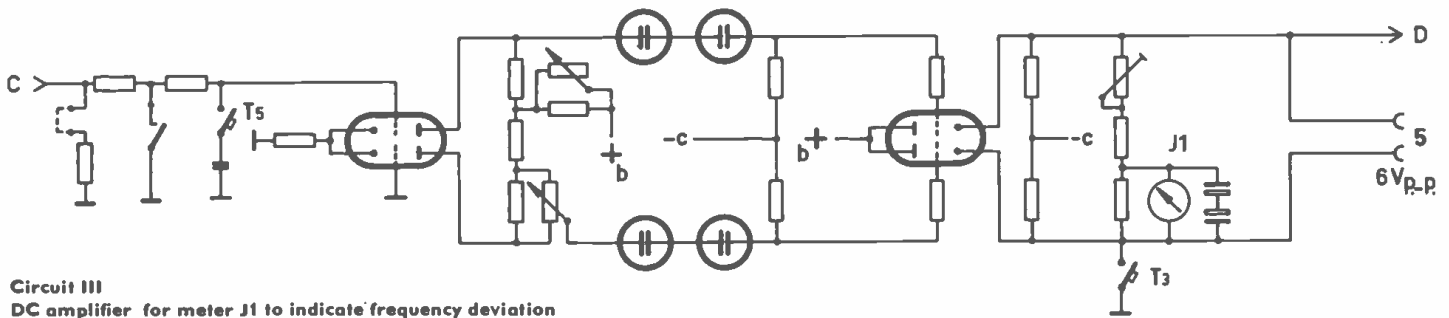 C
T5
+
b
-c
+
b
-c
J1
D
5
6Vp.-p.
T3
Circuit III
DC amplifier for meter J1 to indicate frequency deviation